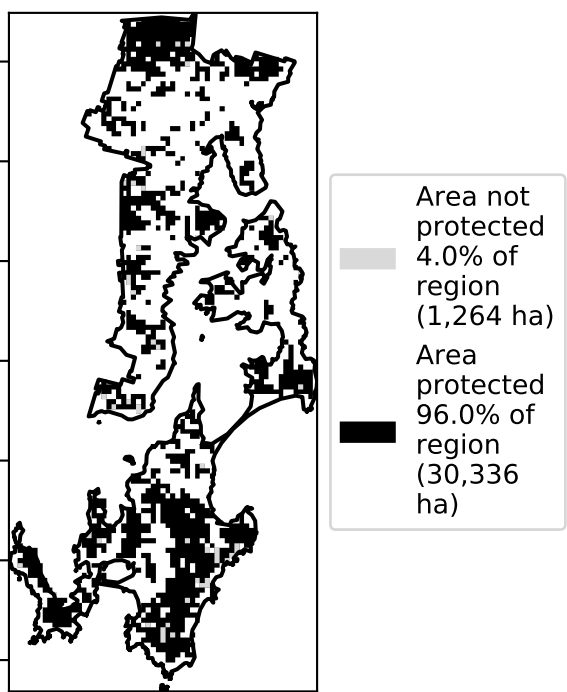 Area not
protected
4.0% of
region
(1,264 ha)
Area
protected
96.0% of
region
(30,336
ha)